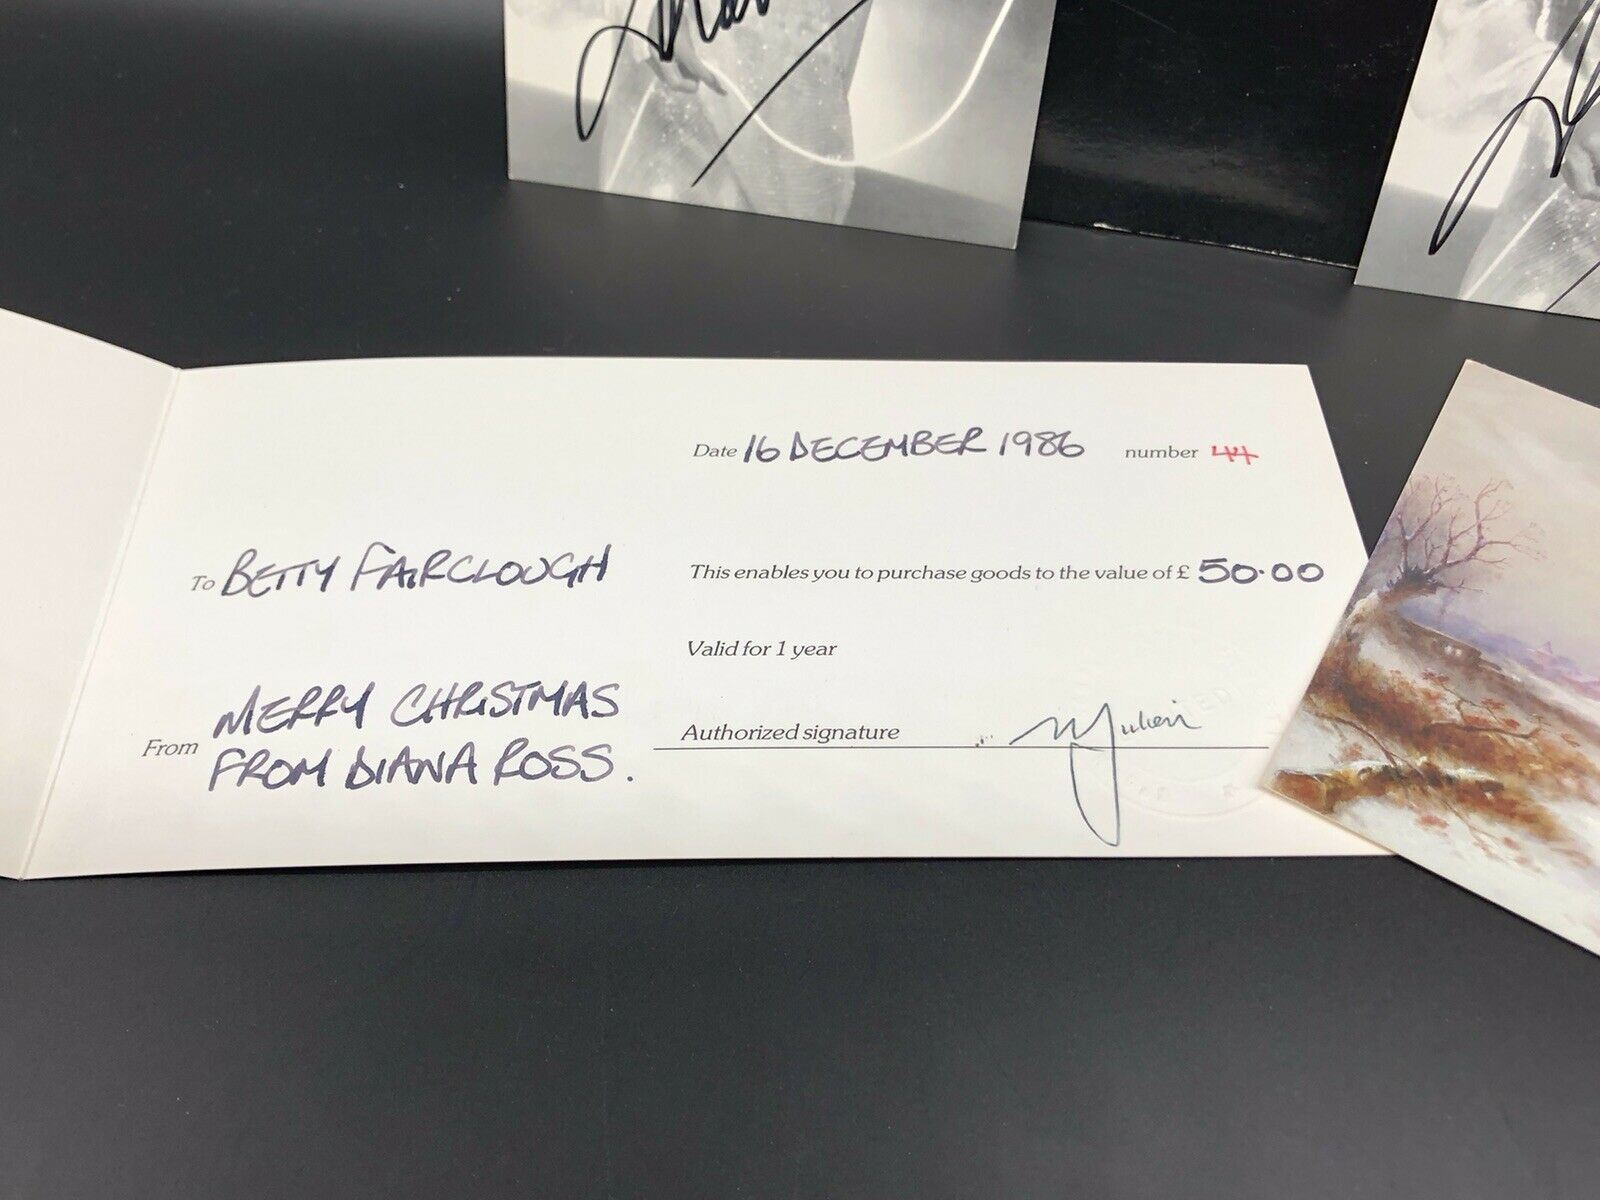 Date 16 DECEMBER 1986 number 44
To BETTY FAIRCLOUGH
This enables you to purchase goods to the value of £ 50.00
Valid for 1 year
From MERRY CHRISTMAS
FROM DIANA ROSS.
Authorized signature